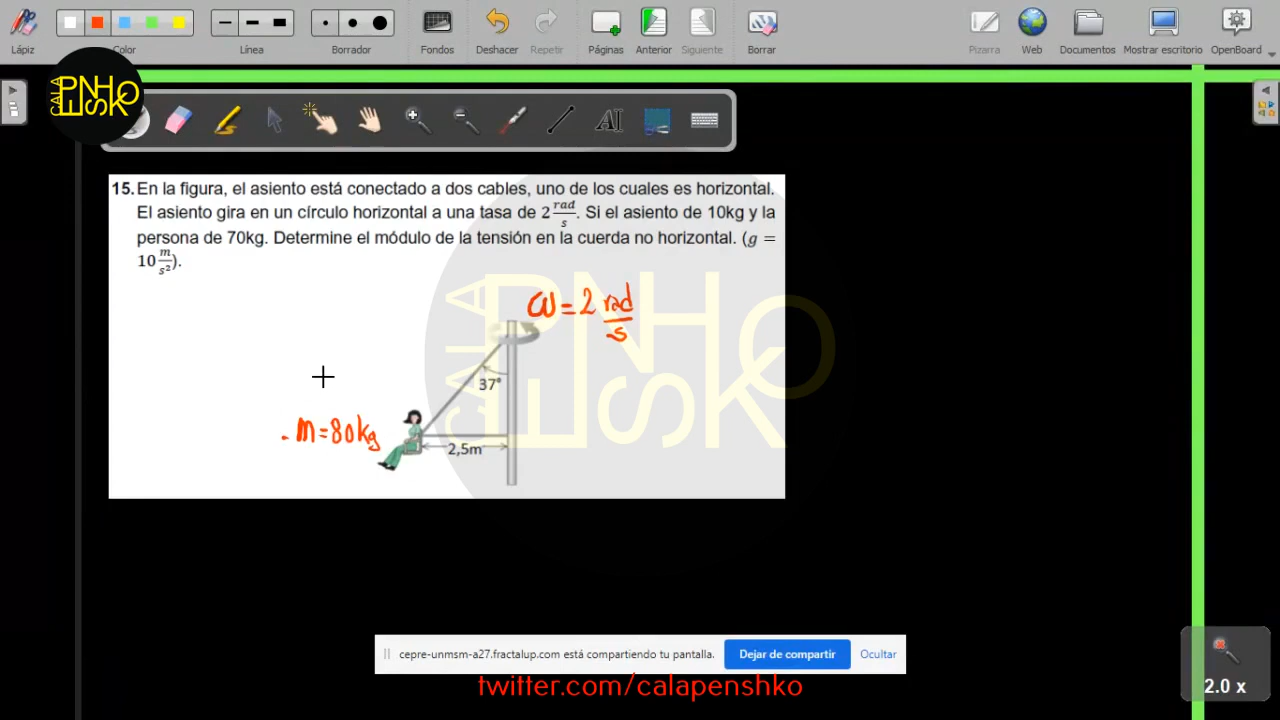 Lápiz
Color
Línea
Borrador
Fondos
Deshacer
Repetir
Páginas
Anterior
Siguiente
Borrar
Pizarra
Web
Documentos
Mostrar escritorio
OpenBoard
CALA PENHOSK
15. En la figura, el asiento está conectado a dos cables, uno de los cuales es horizontal.
El asiento gira en un círculo horizontal a una tasa de 2 rad/s. Si el asiento de 10kg y la
persona de 70kg. Determine el módulo de la tensión en la cuerda no horizontal. (g =
10 m/s²).
ω = 2 rad/s
37°
m = 80 kg
2,5m
cepre-unmsm-a27.fractalup.com está compartiendo tu pantalla.
Dejar de compartir
Ocultar
twitter.com/calapenshko
2.0 x